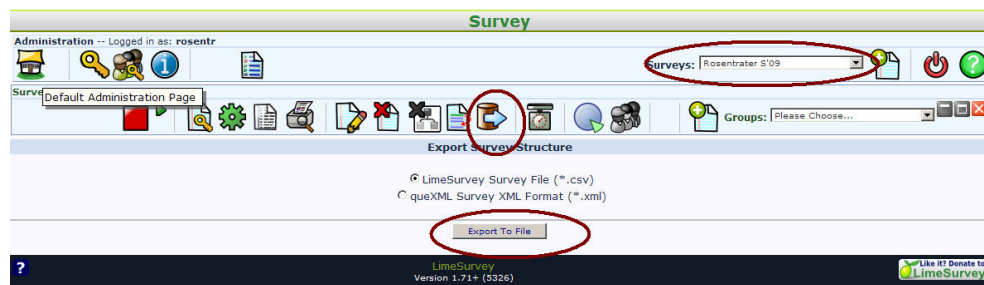 Survey
Administration -- Logged in as: rosentr
Surveys: Rosentrater S'09
Default Administration Page
Surve
Groups: Please Choose...
Export Survey Structure
LimeSurvey Survey File (*.csv)
queXML Survey XML Format (*.xml)
Export To File
?
LimeSurvey
Version 1.71+ (5326)
Like it? Donate to
LimeSurvey